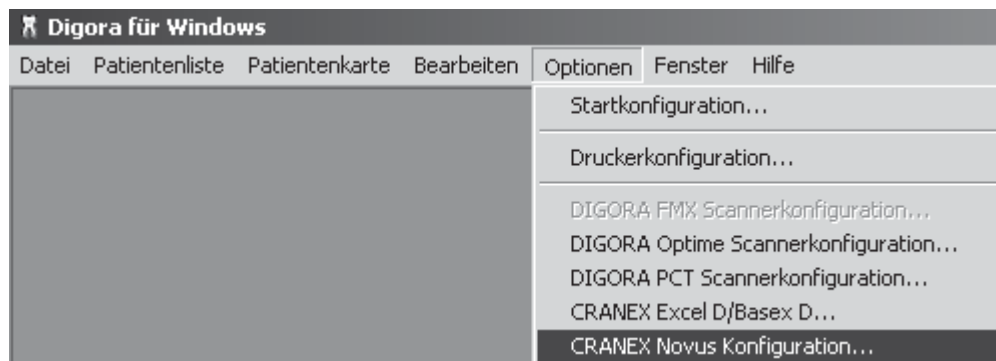 Digora für Windows
Datei Patientenliste Patientenkarte Bearbeiten Optionen Fenster Hilfe
Startkonfiguration...
Druckerkonfiguration...
DIGORA FMX Scannerkonfiguration...
DIGORA Optime Scannerkonfiguration...
DIGORA PCT Scannerkonfiguration...
CRANEX Excel D/Basex D...
CRANEX Novus Konfiguration...